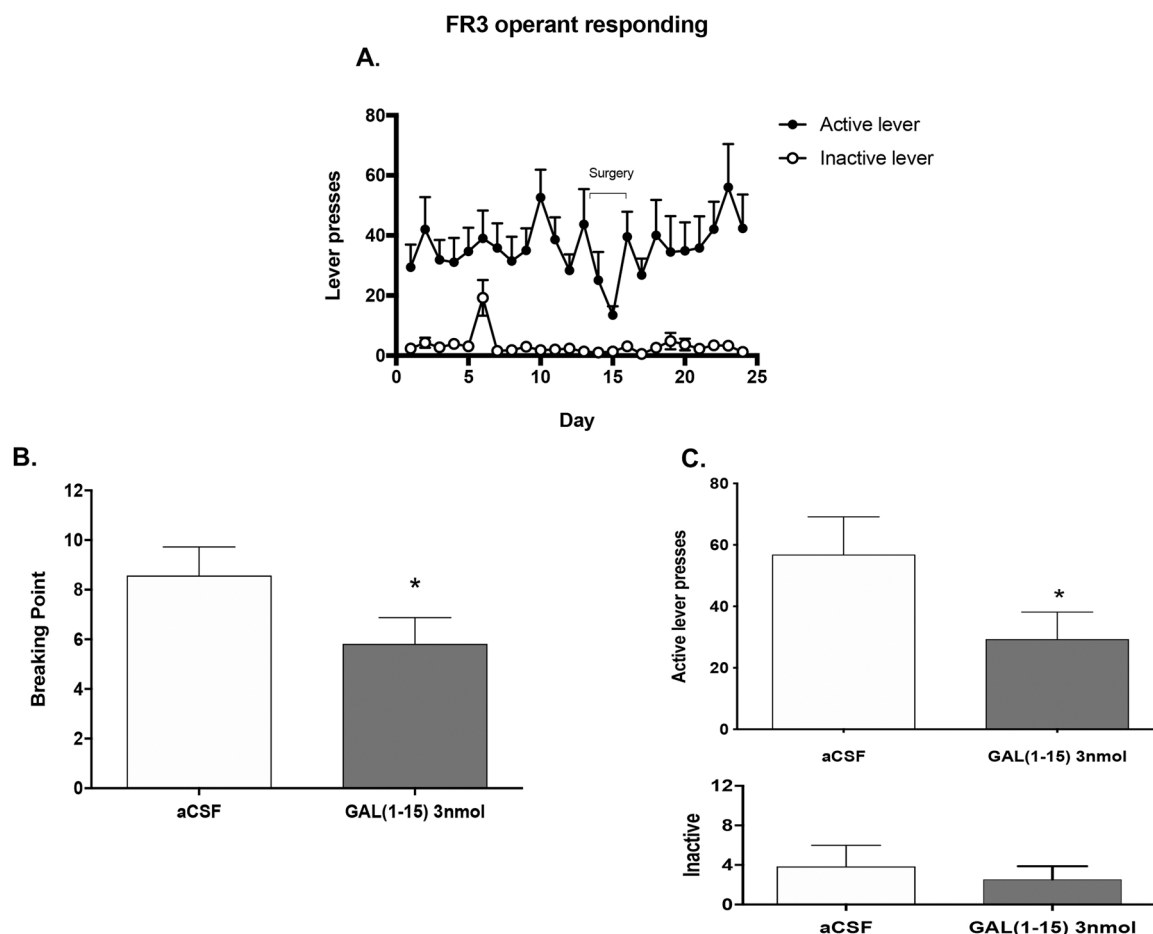 FR3 operant responding
A.
80
60
40
20
0
Lever presses
Surgery
Active lever
Inactive lever
0
5
10
15
20
25
Day
B.
12
10
8
6
4
2
0
Breaking Point
*
aCSF
GAL(1-15) 3nmol
C.
80
60
40
20
0
Active lever presses
*
aCSF
GAL(1-15) 3nmol
12
8
4
0
Inactive
aCSF
GAL(1-15) 3nmol